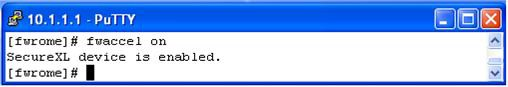 10.1.1.1 - PuTTY
[fwrome]# fwaccel on
SecureXL device is enabled.
[fwrome]#